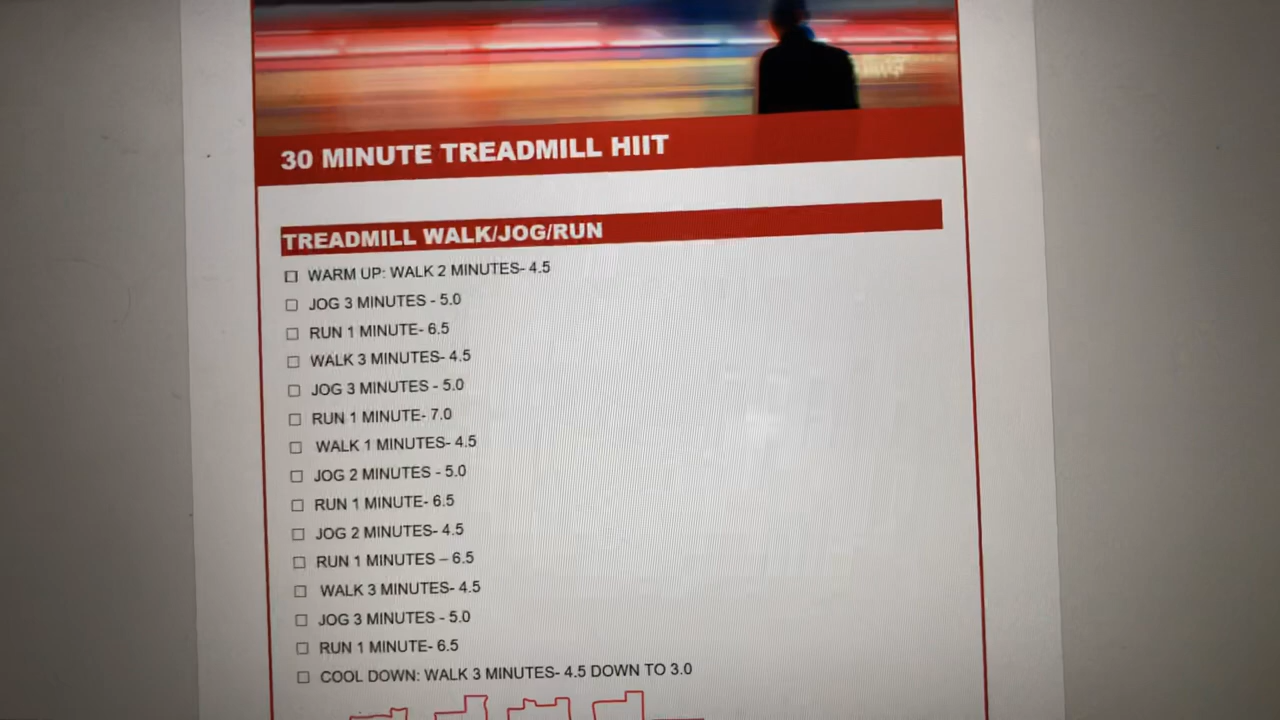 30 MINUTE TREADMILL HIIT
TREADMILL WALK/JOG/RUN
☐ WARM UP: WALK 2 MINUTES- 4.5
☐ JOG 3 MINUTES - 5.0
☐ RUN 1 MINUTE- 6.5
☐ WALK 3 MINUTES- 4.5
☐ JOG 3 MINUTES - 5.0
☐ RUN 1 MINUTE- 7.0
☐ WALK 1 MINUTES- 4.5
☐ JOG 2 MINUTES - 5.0
☐ RUN 1 MINUTE- 6.5
☐ JOG 2 MINUTES- 4.5
☐ RUN 1 MINUTES – 6.5
☐ WALK 3 MINUTES- 4.5
☐ JOG 3 MINUTES - 5.0
☐ RUN 1 MINUTE- 6.5
☐ COOL DOWN: WALK 3 MINUTES- 4.5 DOWN TO 3.0